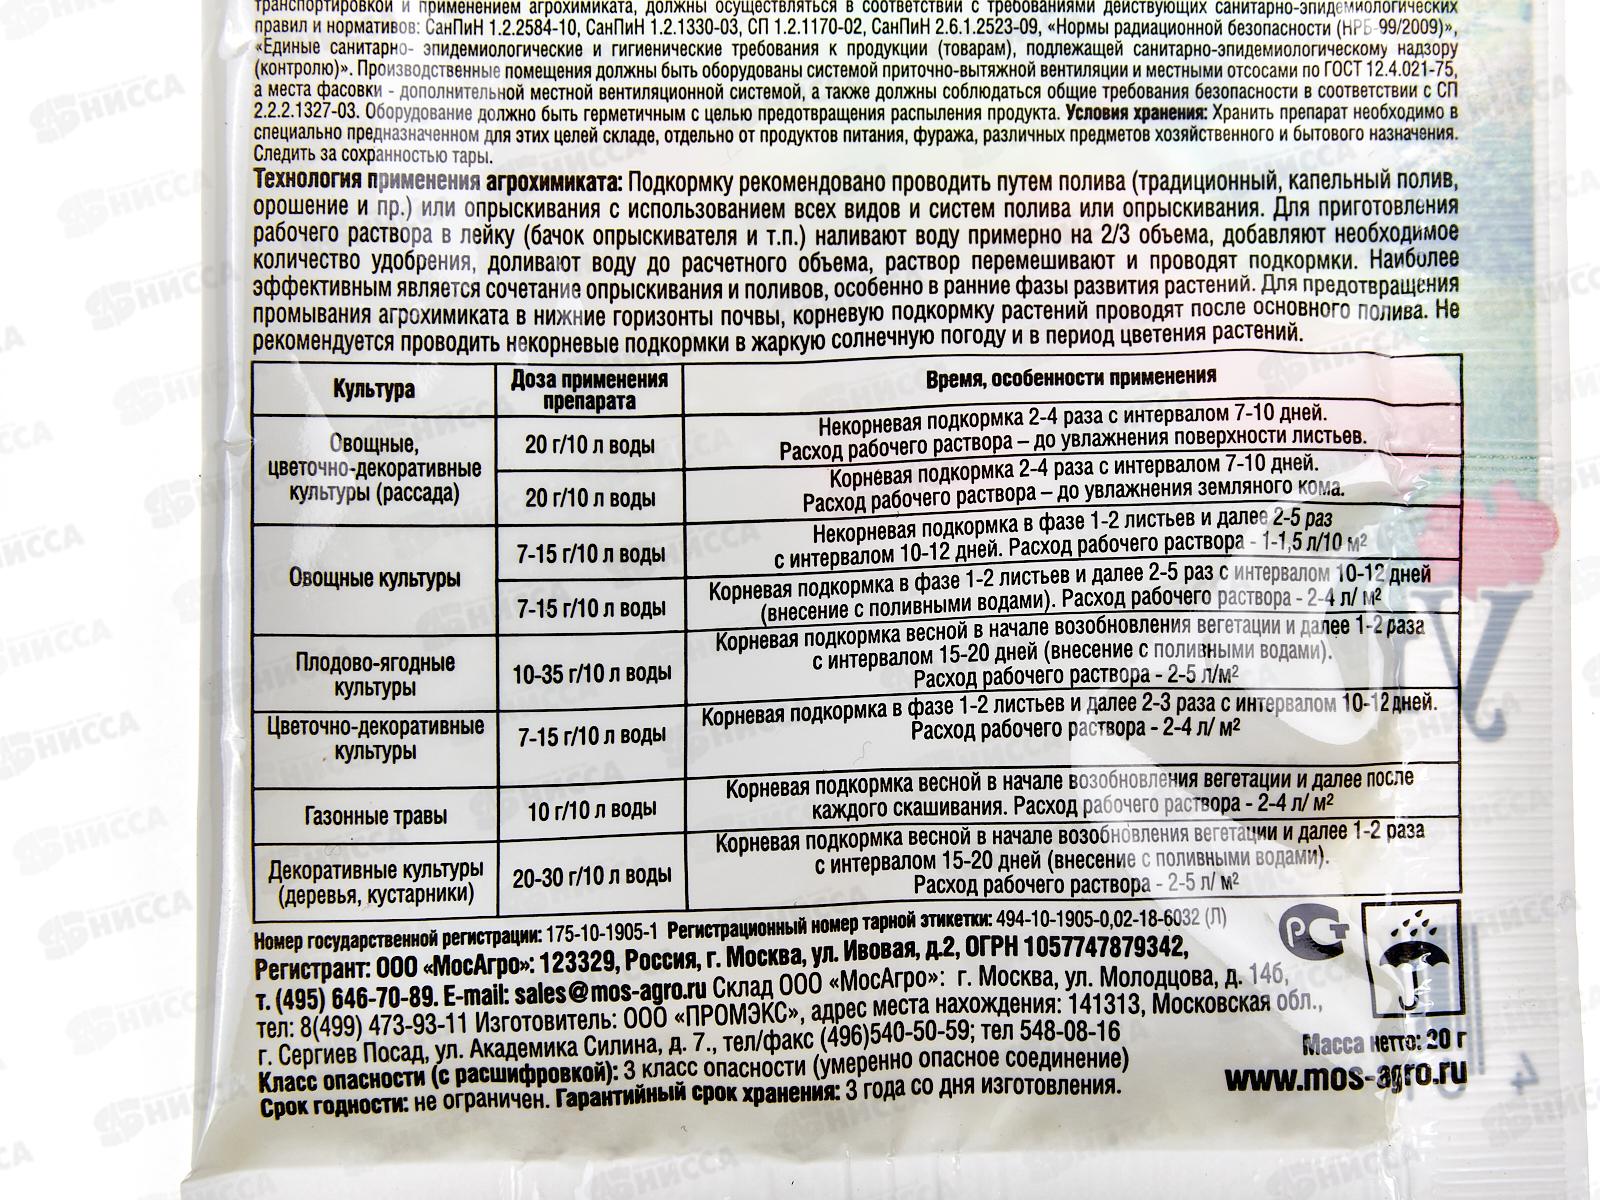 транспортировкой и применением агрохимиката, должны осуществляться в соответствии с требованиями действующих санитарно-эпидемиологических
правил и нормативов: СанПиН 1.2.2584-10, СанПиН 2.2.1330-03, СП 1.2.1170-02, СанПиН 2.6.1.2523-09, «Нормы радиационной безопасности (НРБ-99/2009)»,
«Единые санитарно- эпидемиологические и гигиенические требования к продукции (товарам), подлежащей санитарно-эпидемиологическому надзору
(контролю)». Производственные помещения должны быть оборудованы системой приточно-вытяжной вентиляции и местными отсосами по ГОСТ 12.4.021-75,
а места фасовки - дополнительной местной вентиляционной системой, а также должны соблюдаться общие требования безопасности в соответствии с СП
2.2.2.1327-03. Оборудование должно быть герметичным с целью предотвращения распыления продукта. Условия хранения: Хранить препарат необходимо в
специально предназначенном для этих целей складе, отдельно от продуктов питания, фуража, различных предметов хозяйственного и бытового назначения.
Следить за сохранностью тары.
Технология применения агрохимиката: Подкормку рекомендовано проводить путем полива (традиционный, капельный полив,
орошение и пр.) или опрыскивания с использованием всех видов и систем полива или опрыскивания. Для приготовления
рабочего раствора в лейку (бачок опрыскивателя и т.п.) наливают воду примерно на 2/3 объема, добавляют необходимое
количество удобрения, доливают воду до расчетного объема, раствор перемешивают и проводят подкормки. Наиболее
эффективным является сочетание опрыскивания и поливов, особенно в ранние фазы развития растений. Для предотвращения
промывания агрохимиката в нижние горизонты почвы, корневую подкормку растений проводят после основного полива. Не
рекомендуется проводить некорневые подкормки в жаркую солнечную погоду и в период цветения растений.
Культура
Доза применения
препарата
Время, особенности применения
Овощные,
цветочно-декоративные
культуры (рассада)
20 г/10 л воды
Некорневая подкормка 2-4 раза с интервалом 7-10 дней.
Расход рабочего раствора – до увлажнения поверхности листьев.
20 г/10 л воды
Корневая подкормка 2-4 раза с интервалом 7-10 дней.
Расход рабочего раствора – до увлажнения земляного кома.
Овощные культуры
7-15 г/10 л воды
Некорневая подкормка в фазе 1-2 листьев и далее 2-5 раз
с интервалом 10-12 дней. Расход рабочего раствора - 1-1,5 л/10 м²
7-15 г/10 л воды
Корневая подкормка в фазе 1-2 листьев и далее 2-5 раз с интервалом 10-12 дней
(внесение с поливными водами). Расход рабочего раствора - 2-4 л/ м²
Плодово-ягодные
культуры
10-35 г/10 л воды
Корневая подкормка весной в начале возобновления вегетации и далее 1-2 раза
с интервалом 15-20 дней (внесение с поливными водами).
Расход рабочего раствора - 2-5 л/м²
Цветочно-декоративные
культуры
7-15 г/10 л воды
Корневая подкормка в фазе 1-2 листьев и далее 2-3 раза с интервалом 10-12 дней.
Расход рабочего раствора - 2-4 л/ м²
Газонные травы
10 г/10 л воды
Корневая подкормка весной в начале возобновления вегетации и далее после
каждого скашивания. Расход рабочего раствора - 2-4 л/ м²
Декоративные культуры
(деревья, кустарники)
20-30 г/10 л воды
Корневая подкормка весной в начале возобновления вегетации и далее 1-2 раза
с интервалом 15-20 дней (внесение с поливными водами).
Расход рабочего раствора - 2-5 л/ м²
Номер государственной регистрации: 175-10-1905-1 Регистрационный номер тарной этикетки: 494-10-1905-0,02-18-6032 (Л)
Регистрант: ООО «МосАгро»: 123329, Россия, г. Москва, ул. Ивовая, д.2, ОГРН 1057747879342,
т. (495) 646-70-89. E-mail: sales@mos-agro.ru Склад ООО «МосАгро»: г. Москва, ул. Молодцова, д. 14б,
тел: 8(499) 473-93-11 Изготовитель: ООО «ПРОМЭКС», адрес места нахождения: 141313, Московская обл.,
г. Сергиев Посад, ул. Академика Силина, д. 7., тел/факс (496)540-50-59; тел 548-08-16
Класс опасности (с расшифровкой): 3 класс опасности (умеренно опасное соединение)
Срок годности: не ограничен. Гарантийный срок хранения: 3 года со дня изготовления.
РСТ
Масса нетто: 20 г
www.mos-agro.ru
НИССА